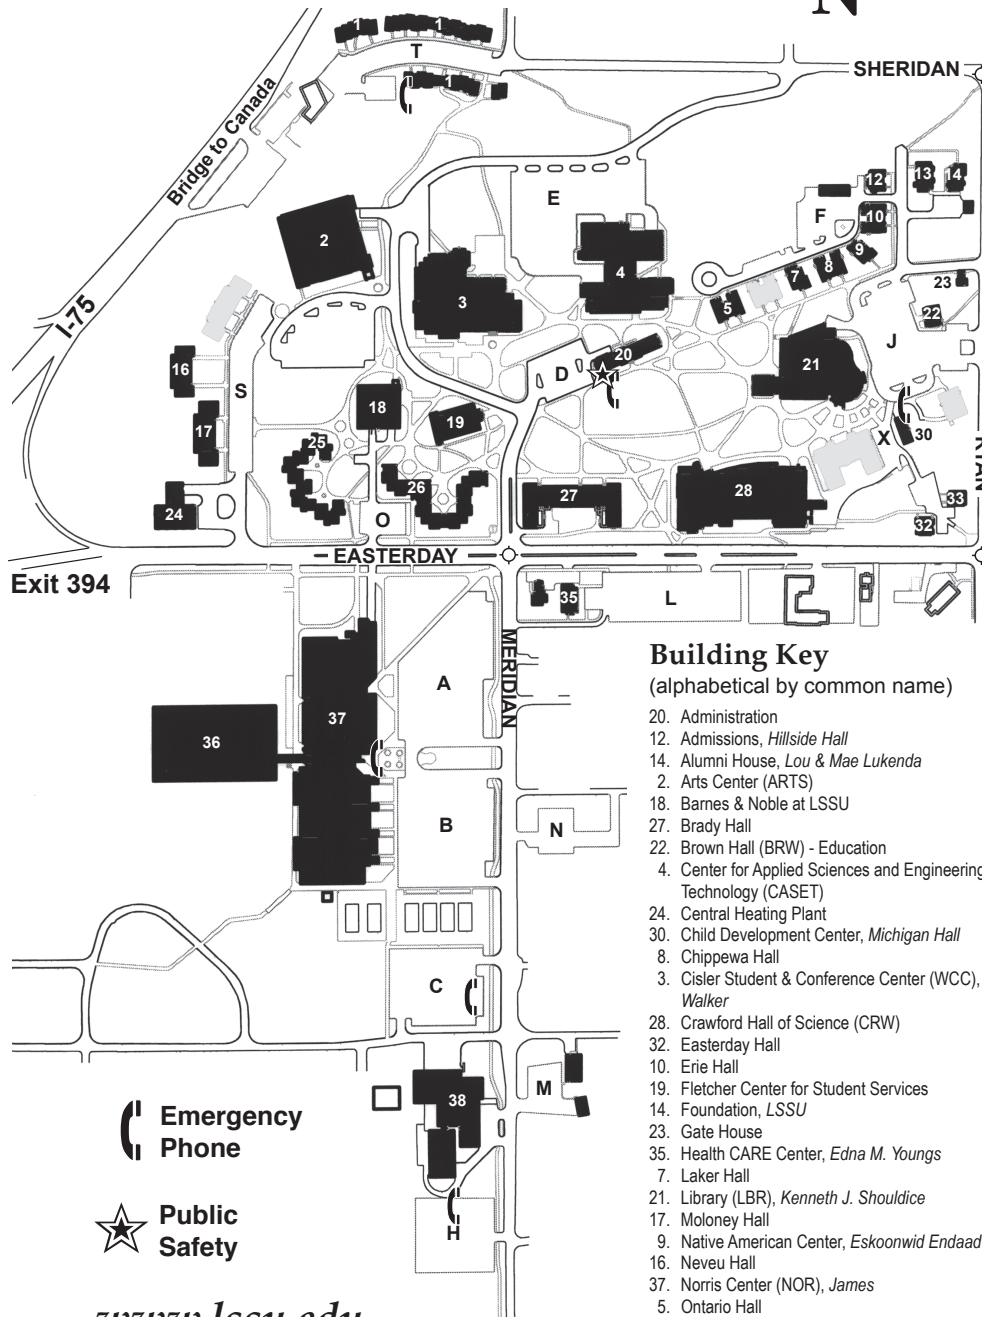 N
1
1
T
1
SHERIDAN
Bridge to Canada
12
13
14
E
F
10
2
9
8
4
7
3
5
23
22
I-75
J
20
21
D
16
S
18
19
X
30
17
25
26
27
28
33
24
O
32
EASTERDAY
Exit 394
35
L
MERIDIAN
A
37
36
B
N
C
38
M
H
Emergency
Phone
Public
Safety
www.lssu.edu
Building Key
(alphabetical by common name)
20. Administration
12. Admissions, Hillside Hall
14. Alumni House, Lou & Mae Lukenda
2. Arts Center (ARTS)
18. Barnes & Noble at LSSU
27. Brady Hall
22. Brown Hall (BRW) - Education
4. Center for Applied Sciences and Engineering
Technology (CASET)
24. Central Heating Plant
30. Child Development Center, Michigan Hall
8. Chippewa Hall
3. Cisler Student & Conference Center (WCC),
Walker
28. Crawford Hall of Science (CRW)
32. Easterday Hall
10. Erie Hall
19. Fletcher Center for Student Services
14. Foundation, LSSU
23. Gate House
35. Health CARE Center, Edna M. Youngs
7. Laker Hall
21. Library (LBR), Kenneth J. Shouldice
17. Moloney Hall
9. Native American Center, Eskoonwid Endaad
16. Neveu Hall
37. Norris Center (NOR), James
5. Ontario Hall